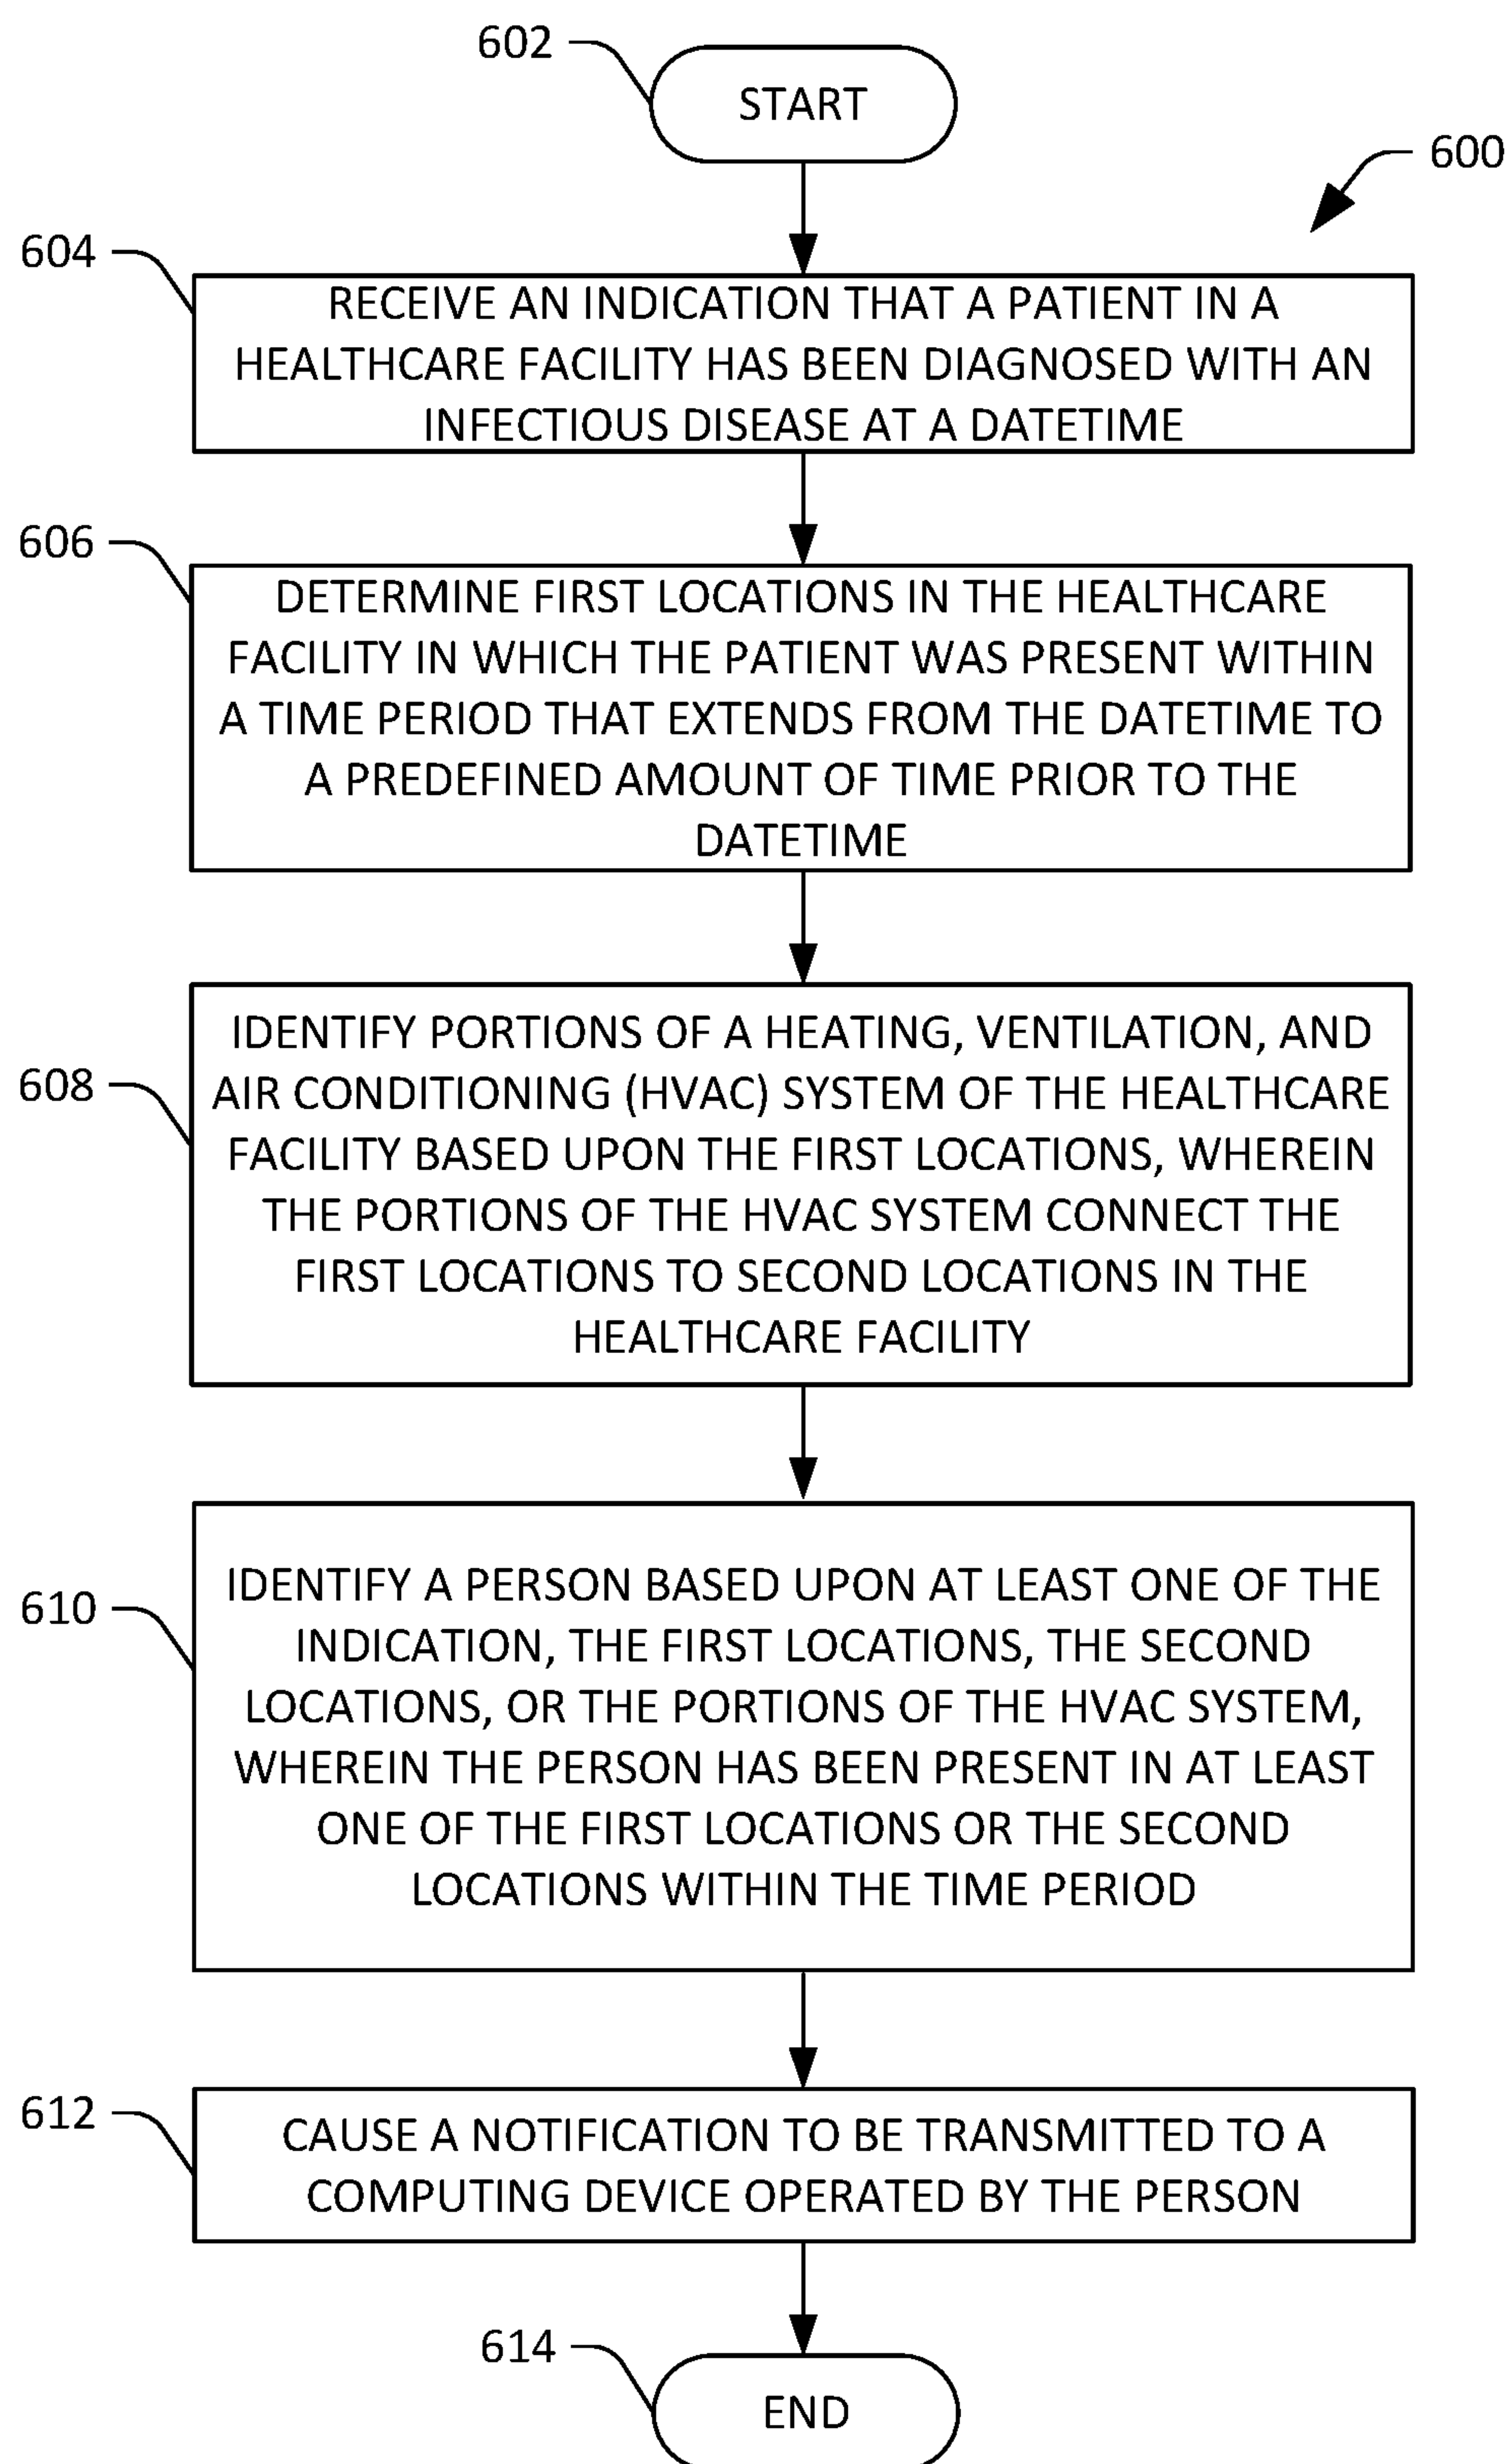 602
START
600
604
RECEIVE AN INDICATION THAT A PATIENT IN A
HEALTHCARE FACILITY HAS BEEN DIAGNOSED WITH AN
INFECTIOUS DISEASE AT A DATETIME
606
DETERMINE FIRST LOCATIONS IN THE HEALTHCARE
FACILITY IN WHICH THE PATIENT WAS PRESENT WITHIN
A TIME PERIOD THAT EXTENDS FROM THE DATETIME TO
A PREDEFINED AMOUNT OF TIME PRIOR TO THE
DATETIME
608
IDENTIFY PORTIONS OF A HEATING, VENTILATION, AND
AIR CONDITIONING (HVAC) SYSTEM OF THE HEALTHCARE
FACILITY BASED UPON THE FIRST LOCATIONS, WHEREIN
THE PORTIONS OF THE HVAC SYSTEM CONNECT THE
FIRST LOCATIONS TO SECOND LOCATIONS IN THE
HEALTHCARE FACILITY
610
IDENTIFY A PERSON BASED UPON AT LEAST ONE OF THE
INDICATION, THE FIRST LOCATIONS, THE SECOND
LOCATIONS, OR THE PORTIONS OF THE HVAC SYSTEM,
WHEREIN THE PERSON HAS BEEN PRESENT IN AT LEAST
ONE OF THE FIRST LOCATIONS OR THE SECOND
LOCATIONS WITHIN THE TIME PERIOD
612
CAUSE A NOTIFICATION TO BE TRANSMITTED TO A
COMPUTING DEVICE OPERATED BY THE PERSON
614
END